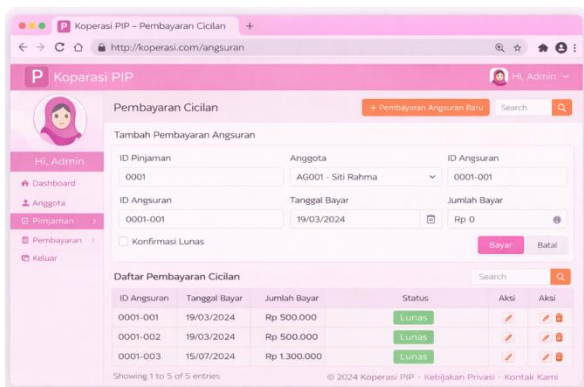 P Koperasi PIP – Pembayaran Cicilan +
http://koperasi.com/angsuran
P Koparasi PIP
Hi, Admin
Pembayaran Cicilan
+ Pembayaran Angsuran Baru
Search
Tambah Pembayaran Angsuran
ID Pinjaman Anggota ID Angsuran
0001 AG001 - Siti Rahma 0001-001
ID Angsuran Tanggal Bayar Jumlah Bayar
0001-001 19/03/2024 Rp 0
Konfirmasi Lunas
Bayar Batal
Hi, Admin
Dashboard
Anggota
Pimjaman
Pembayaran
Keluar
Daftar Pembayaran Cicilan
Search
ID Angsuran Tanggal Bayar Jumlah Bayar Status Aksi Aksi
0001-001 19/03/2024 Rp 500.000 Lunas
0001-002 19/03/2024 Rp 500.000 Lunas
0001-003 15/07/2024 Rp 1.300.000 Lunas
Showing 1 to 5 of 5 entries
© 2024 Koperasi PIP - Kebijakan Privasi - Kontak Kami